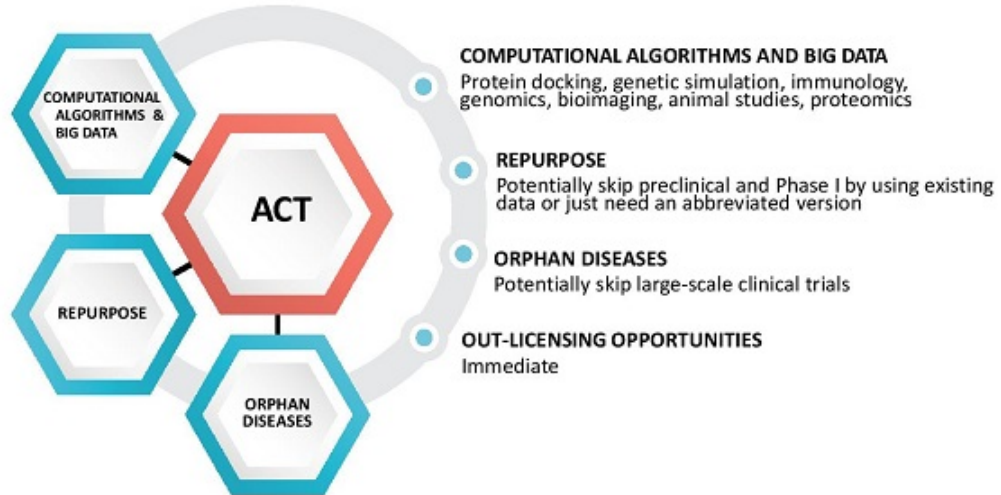 COMPUTATIONAL
ALGORITHMS &
BIG DATA
ACT
REPURPOSE
ORPHAN
DISEASES
COMPUTATIONAL ALGORITHMS AND BIG DATA
Protein docking, genetic simulation, immunology,
genomics, bioimaging, animal studies, proteomics
REPURPOSE
Potentially skip preclinical and Phase I by using existing
data or just need an abbreviated version
ORPHAN DISEASES
Potentially skip large-scale clinical trials
OUT-LICENSING OPPORTUNITIES
Immediate